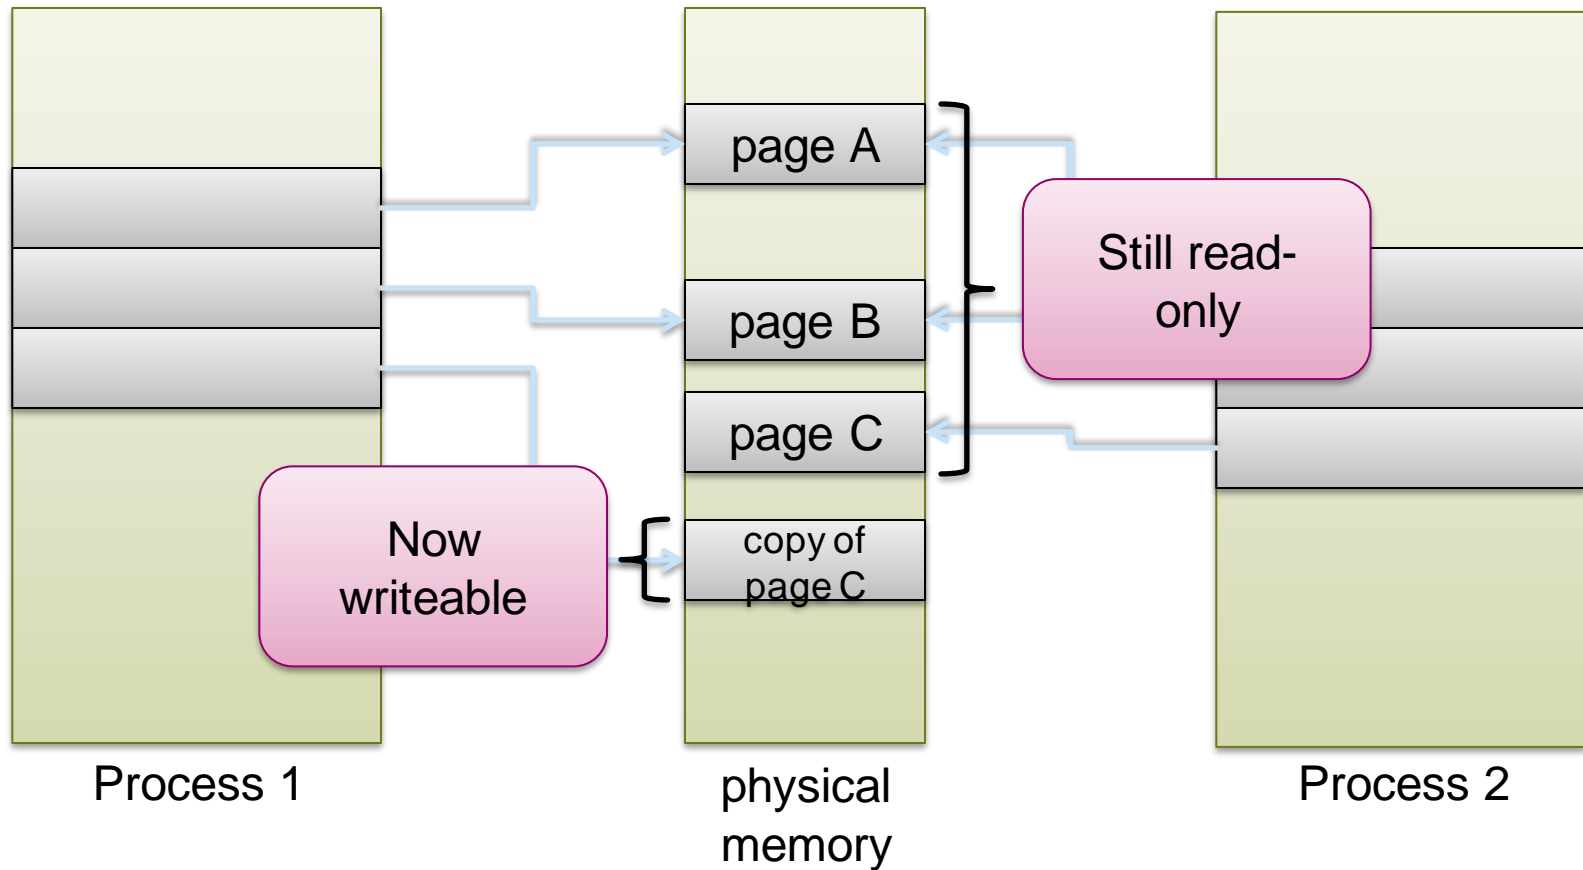 page A
Still read-
only
page B
page C
Now
writeable
copy of
page C
Process 1
physical
memory
Process 2